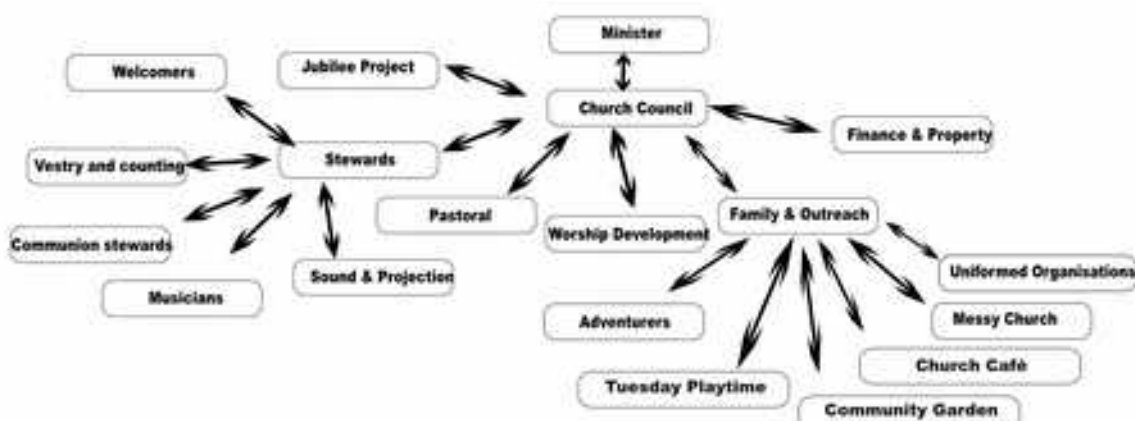 Minister
Jubilee Project
Welcomers
Church Council
Finance & Property
Stewards
Vestry and counting
Pastoral
Family & Outreach
Worship Development
Communion stewards
Sound & Projection
Uniformed Organisations
Musicians
Adventurers
Messy Church
Church Cafè
Tuesday Playtime
Community Garden